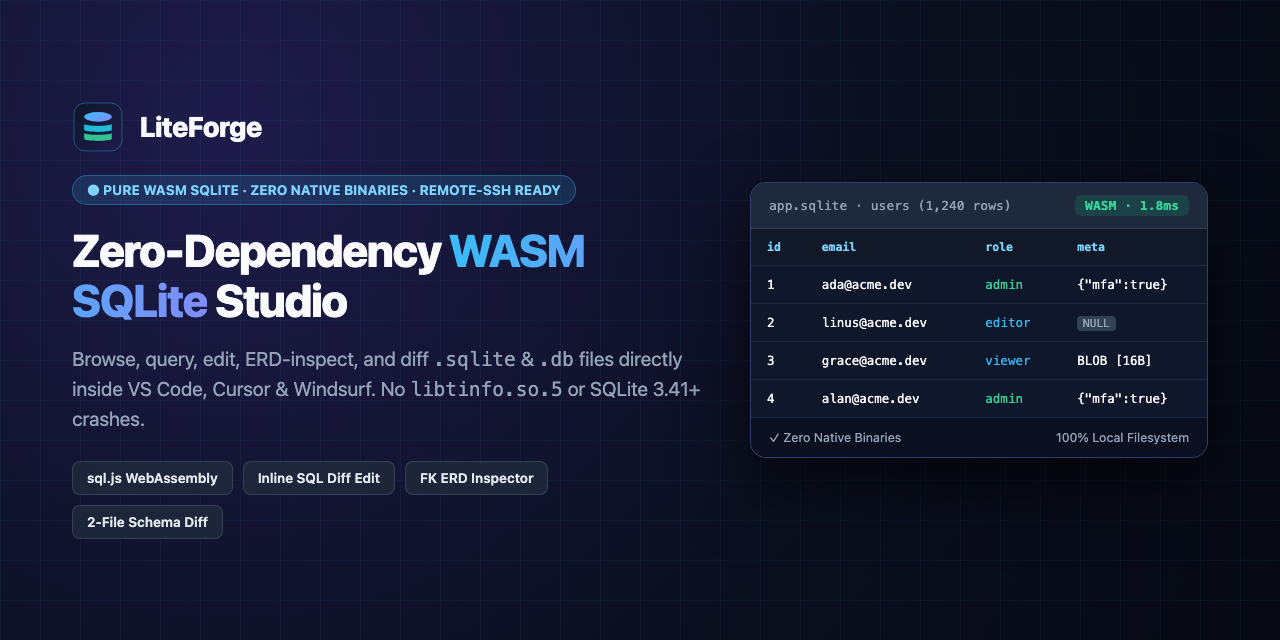 LiteForge
PURE WASM SQLITE · ZERO NATIVE BINARIES · REMOTE-SSH READY
Zero-Dependency WASM
SQLite Studio
Browse, query, edit, ERD-inspect, and diff .sqlite & .db files directly
inside VS Code, Cursor & Windsurf. No libtinfo.so.5 or SQLite 3.41+
crashes.
sql.js WebAssembly
Inline SQL Diff Edit
FK ERD Inspector
2-File Schema Diff
app.sqlite · users (1,240 rows)
WASM · 1.8ms
id email role meta
1 ada@acme.dev admin {"mfa":true}
2 linus@acme.dev editor NULL
3 grace@acme.dev viewer BLOB [16B]
4 alan@acme.dev admin {"mfa":true}
✓ Zero Native Binaries
100% Local Filesystem